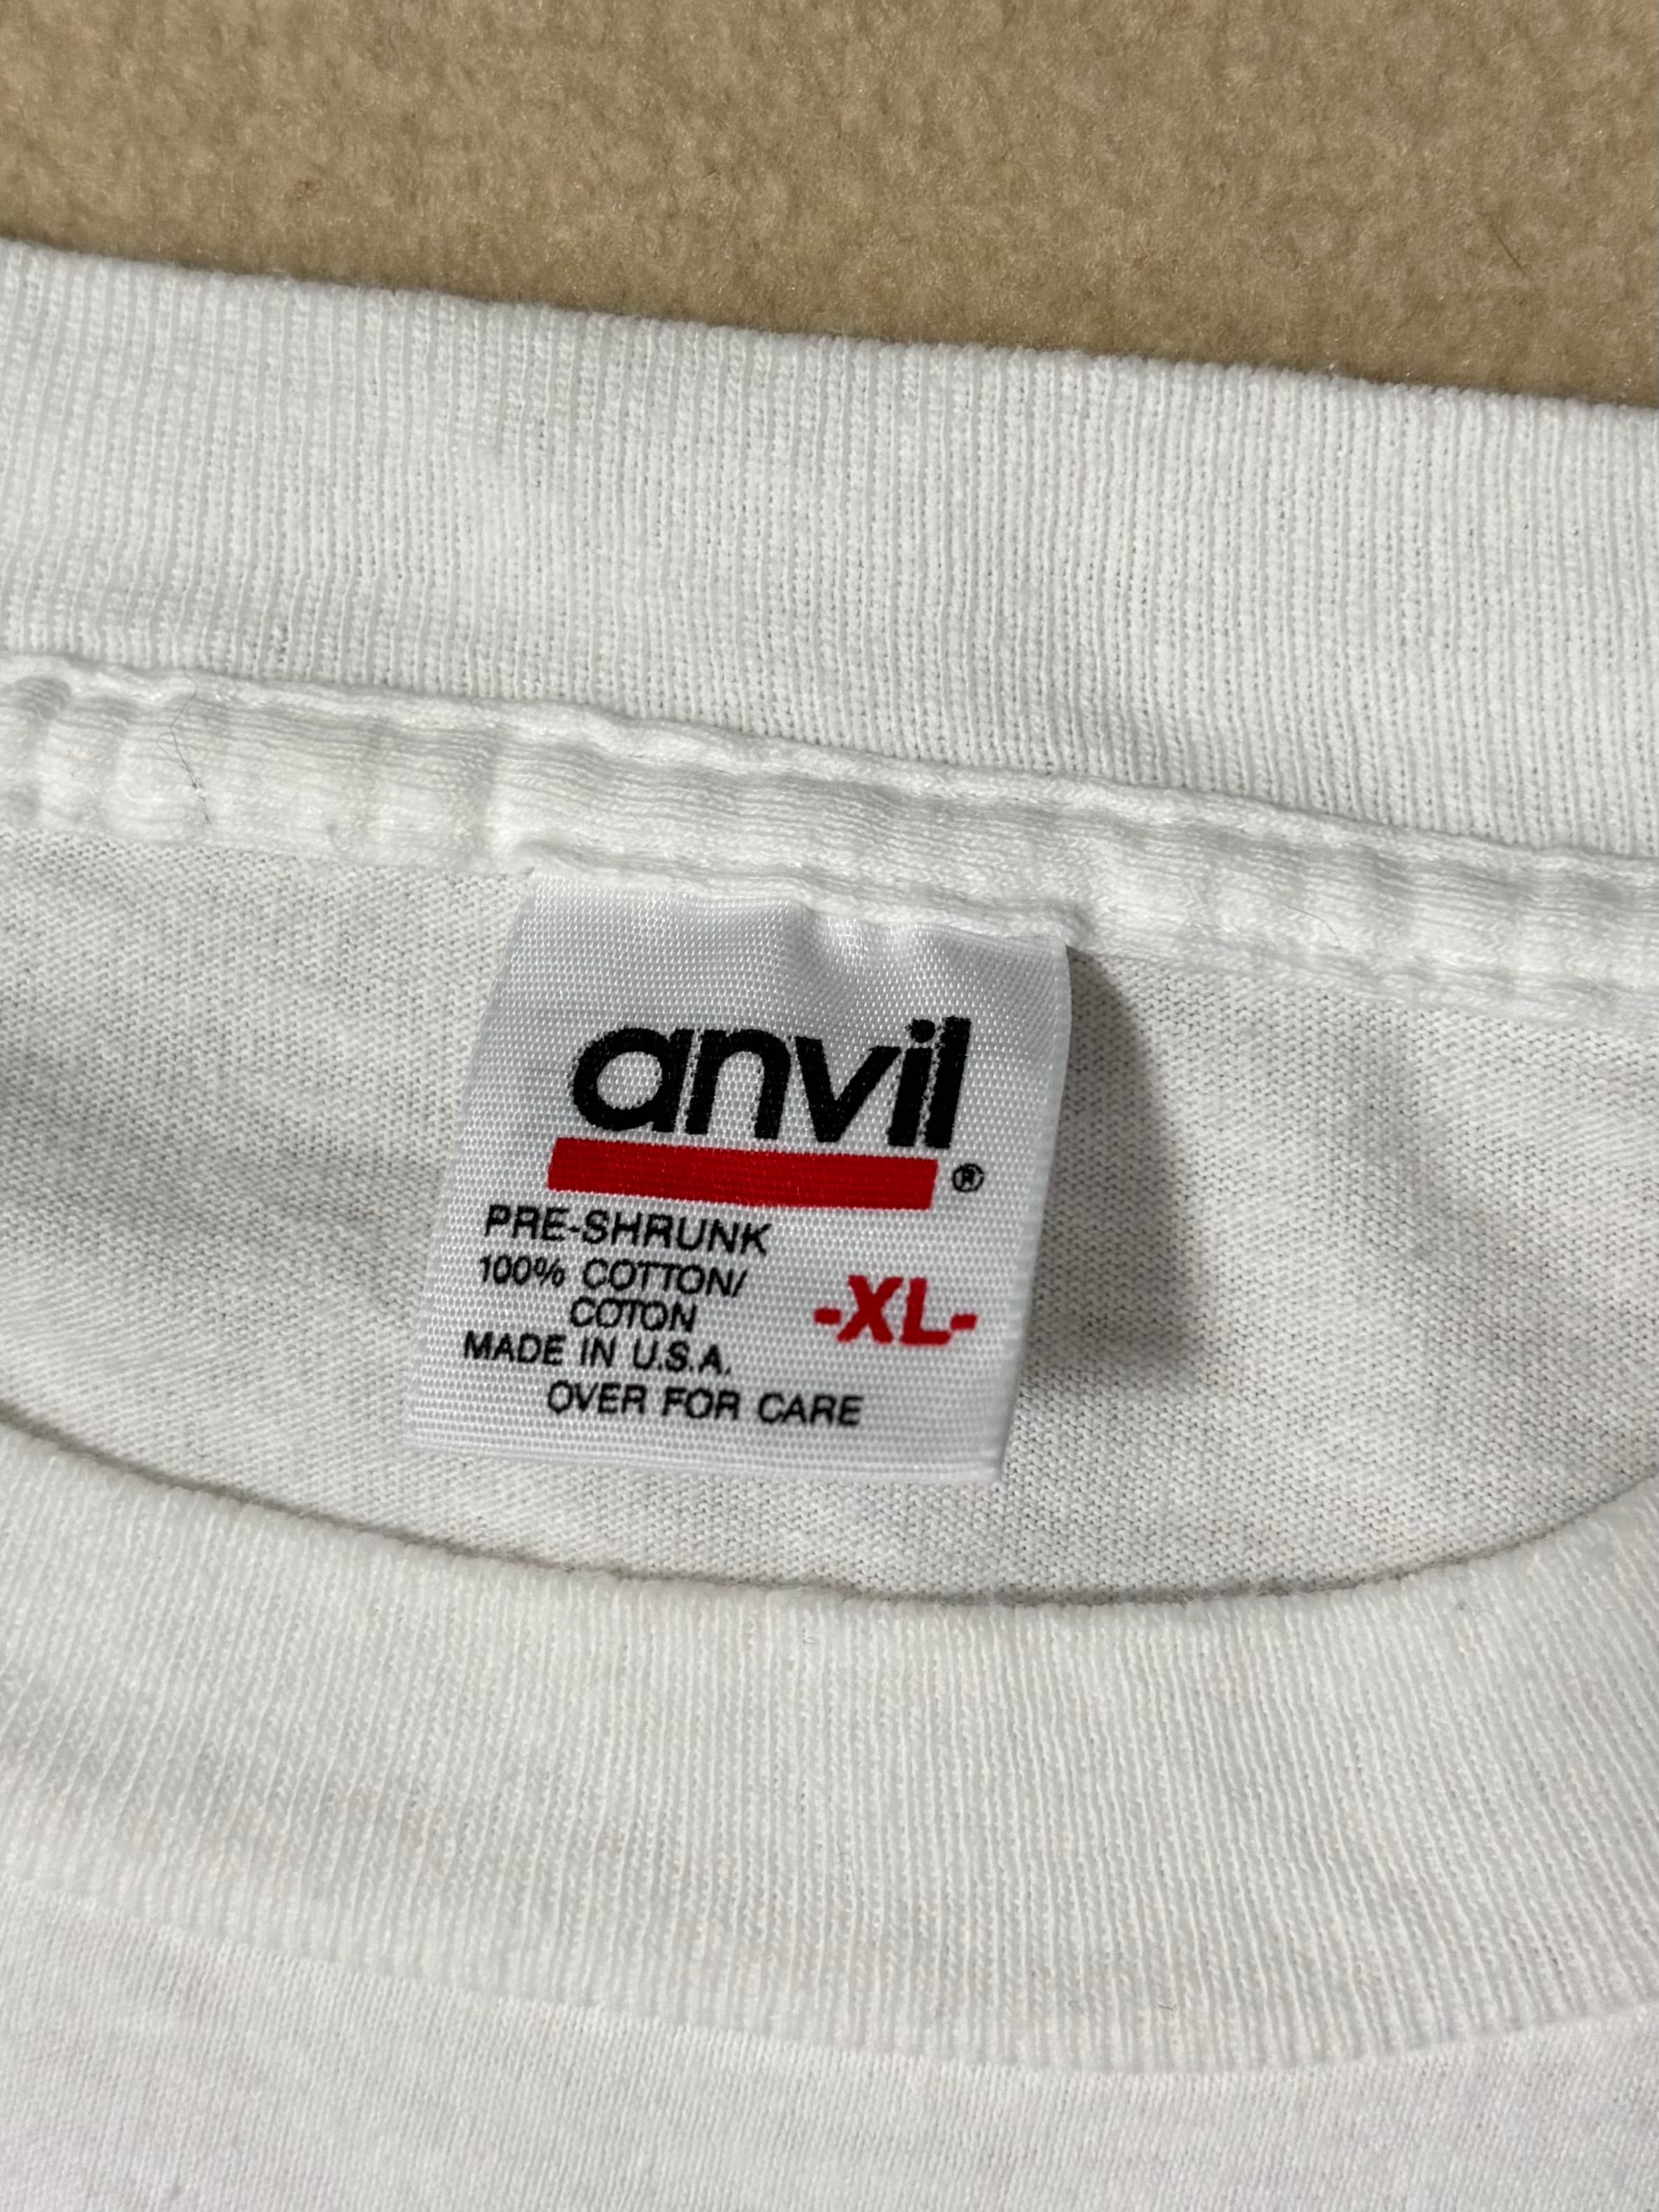 anvil®
PRE-SHRUNK
100% COTTON/
COTON
-XL-
MADE IN U.S.A.
OVER FOR CARE